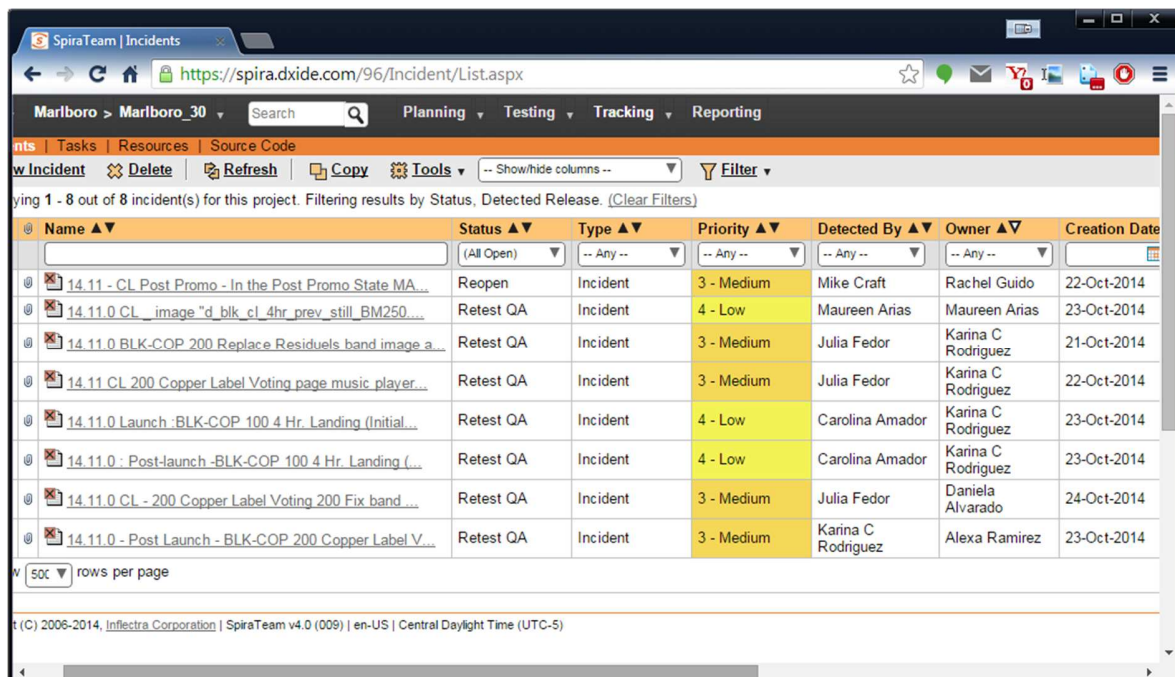 SpiraTeam | Incidents
https://spira.dxide.com/96/Incident/List.aspx
Marlboro > Marlboro_30 Search Planning Testing Tracking Reporting
nts | Tasks | Resources | Source Code
w Incident Delete | Refresh | Copy Tools -- Show/hide columns -- Filter
ying 1 - 8 out of 8 incident(s) for this project. Filtering results by Status, Detected Release. (Clear Filters)
Name ▲▼ Status ▲▼ Type ▲▼ Priority ▲▼ Detected By ▲▼ Owner ▲▼ Creation Date
(All Open) -- Any -- -- Any -- -- Any -- -- Any --
14.11 - CL Post Promo - In the Post Promo State MA... Reopen Incident 3 - Medium Mike Craft Rachel Guido 22-Oct-2014
14.11.0 CL _ image "d_blk_cl_4hr_prev_still_BM250.... Retest QA Incident 4 - Low Maureen Arias Maureen Arias 23-Oct-2014
14.11.0 BLK-COP 200 Replace Residuels band image a... Retest QA Incident 3 - Medium Julia Fedor Karina C Rodriguez 21-Oct-2014
14.11 CL 200 Copper Label Voting page music player... Retest QA Incident 3 - Medium Julia Fedor Karina C Rodriguez 22-Oct-2014
14.11.0 Launch :BLK-COP 100 4 Hr. Landing (Initial... Retest QA Incident 4 - Low Carolina Amador Karina C Rodriguez 23-Oct-2014
14.11.0 : Post-launch -BLK-COP 100 4 Hr. Landing (... Retest QA Incident 4 - Low Carolina Amador Karina C Rodriguez 23-Oct-2014
14.11.0 CL - 200 Copper Label Voting 200 Fix band ... Retest QA Incident 3 - Medium Julia Fedor Daniela Alvarado 24-Oct-2014
14.11.0 - Post Launch - BLK-COP 200 Copper Label V... Retest QA Incident 3 - Medium Karina C Rodriguez Alexa Ramirez 23-Oct-2014
w 500 rows per page
t (C) 2006-2014, Inflectra Corporation | SpiraTeam v4.0 (009) | en-US | Central Daylight Time (UTC-5)